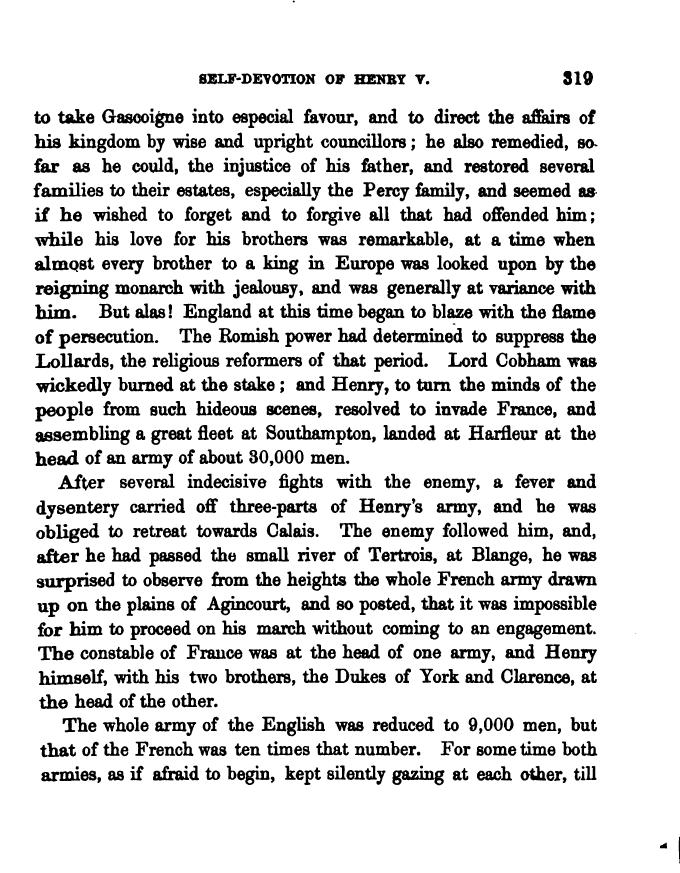 SELF-DEVOTION OF HENRY V. 319
to take Gascoigne into especial favour, and to direct the affairs of
his kingdom by wise and upright councillors; he also remedied, so
far as he could, the injustice of his father, and restored several
families to their estates, especially the Percy family, and seemed as
if he wished to forget and to forgive all that had offended him;
while his love for his brothers was remarkable, at a time when
almost every brother to a king in Europe was looked upon by the
reigning monarch with jealousy, and was generally at variance with
him. But alas! England at this time began to blaze with the flame
of persecution. The Romish power had determined to suppress the
Lollards, the religious reformers of that period. Lord Cobham was
wickedly burned at the stake; and Henry, to turn the minds of the
people from such hideous scenes, resolved to invade France, and
assembling a great fleet at Southampton, landed at Harfleur at the
head of an army of about 30,000 men.
After several indecisive fights with the enemy, a fever and
dysentery carried off three-parts of Henry's army, and he was
obliged to retreat towards Calais. The enemy followed him, and,
after he had passed the small river of Tertrois, at Blange, he was
surprised to observe from the heights the whole French army drawn
up on the plains of Agincourt, and so posted, that it was impossible
for him to proceed on his march without coming to an engagement.
The constable of France was at the head of one army, and Henry
himself, with his two brothers, the Dukes of York and Clarence, at
the head of the other.
The whole army of the English was reduced to 9,000 men, but
that of the French was ten times that number. For some time both
armies, as if afraid to begin, kept silently gazing at each other, till